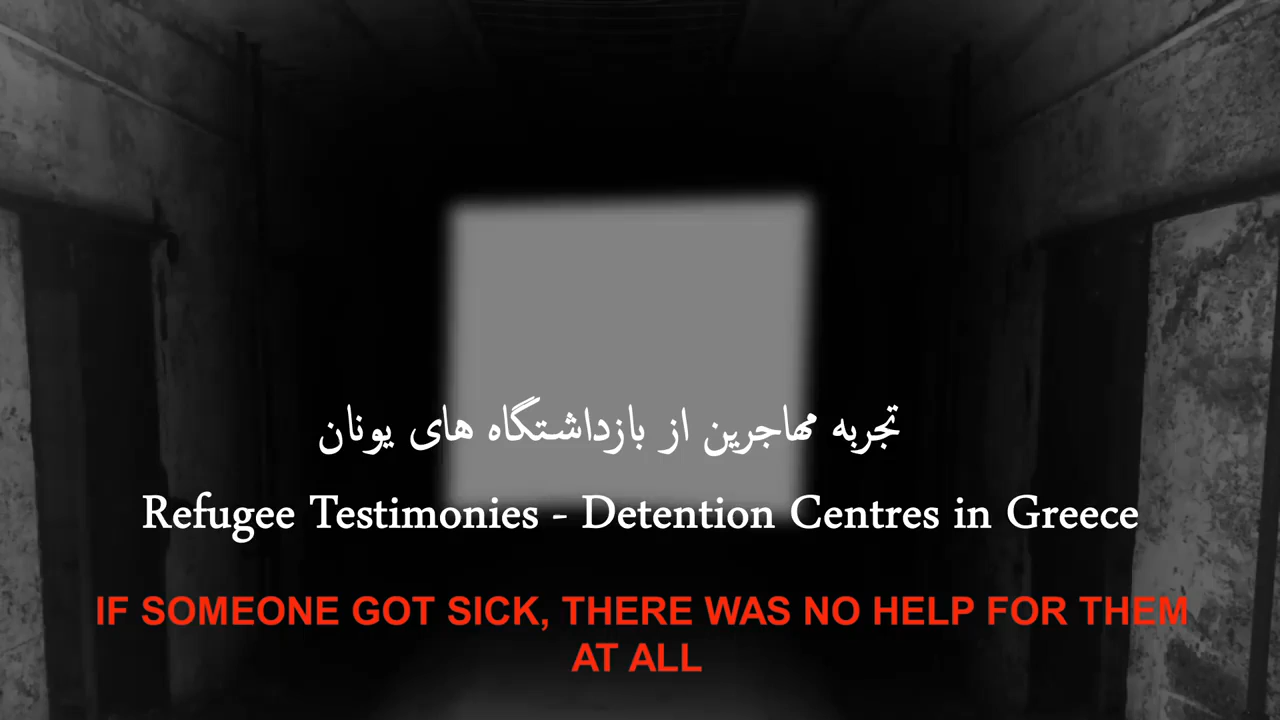 تجربه مهاجرین از بازداشتگاه های یونان
Refugee Testimonies - Detention Centres in Greece
IF SOMEONE GOT SICK, THERE WAS NO HELP FOR THEM
AT ALL